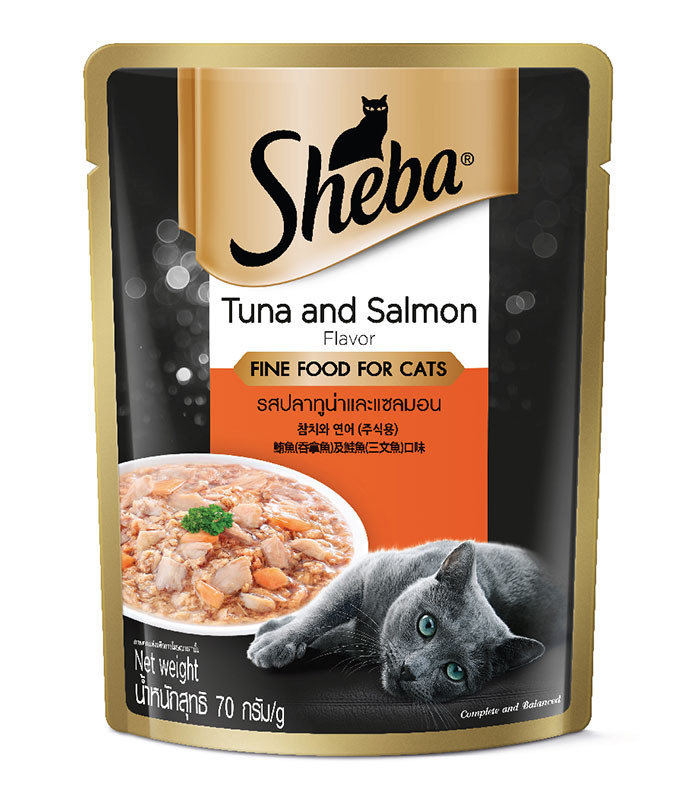 Sheba®
Tuna and Salmon
Flavor
FINE FOOD FOR CATS
รสปลาทูน่าและแซลมอน
참치와 연어 (주식용)
鮪魚(吞拿魚)及鮭魚(三文魚)口味
Net weight
น้ำหนักสุทธิ 70 กรัม/g
Complete and Balanced